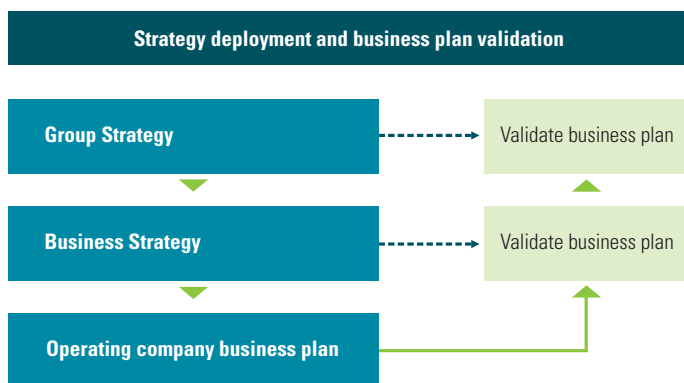 Strategy deployment and business plan validation
Group Strategy
Validate business plan
Business Strategy
Validate business plan
Operating company business plan